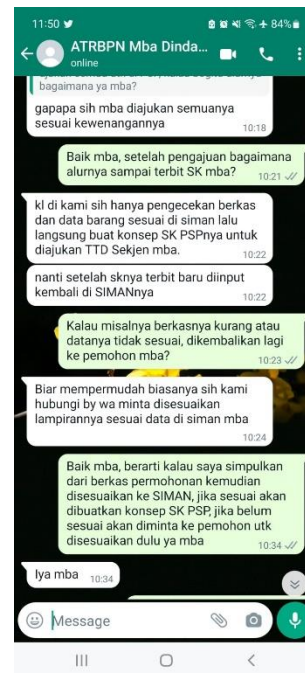 11:50
84%
ATRBPN Mba Dinda...
online
bagaimana ya mba?
gapapa sih mba diajukan semuanya
sesuai kewenangannya
10:18
Baik mba, setelah pengajuan bagaimana
alurnya sampai terbit SK mba?
10:21
kl di kami sih hanya pengecekan berkas
dan data barang sesuai di siman lalu
langsung buat konsep SK PSPnya untuk
diajukan TTD Sekjen mba.
10:22
nanti setelah sknya terbit baru diinput
kembali di SIMANnya
10:22
Kalau misalnya berkasnya kurang atau
datanya tidak sesuai, dikembalikan lagi
ke pemohon mba?
10:23
Biar mempermudah biasanya sih kami
hubungi by wa minta disesuaikan
lampirannya sesuai data di siman mba
10:24
Baik mba, berarti kalau saya simpulkan
dari berkas permohonan kemudian
disesuaikan ke SIMAN, jika sesuai akan
dibuatkan konsep SK PSP, jika belum
sesuai akan diminta ke pemohon utk
disesuaikan dulu ya mba
10:34
Iya mba
10:34
Message